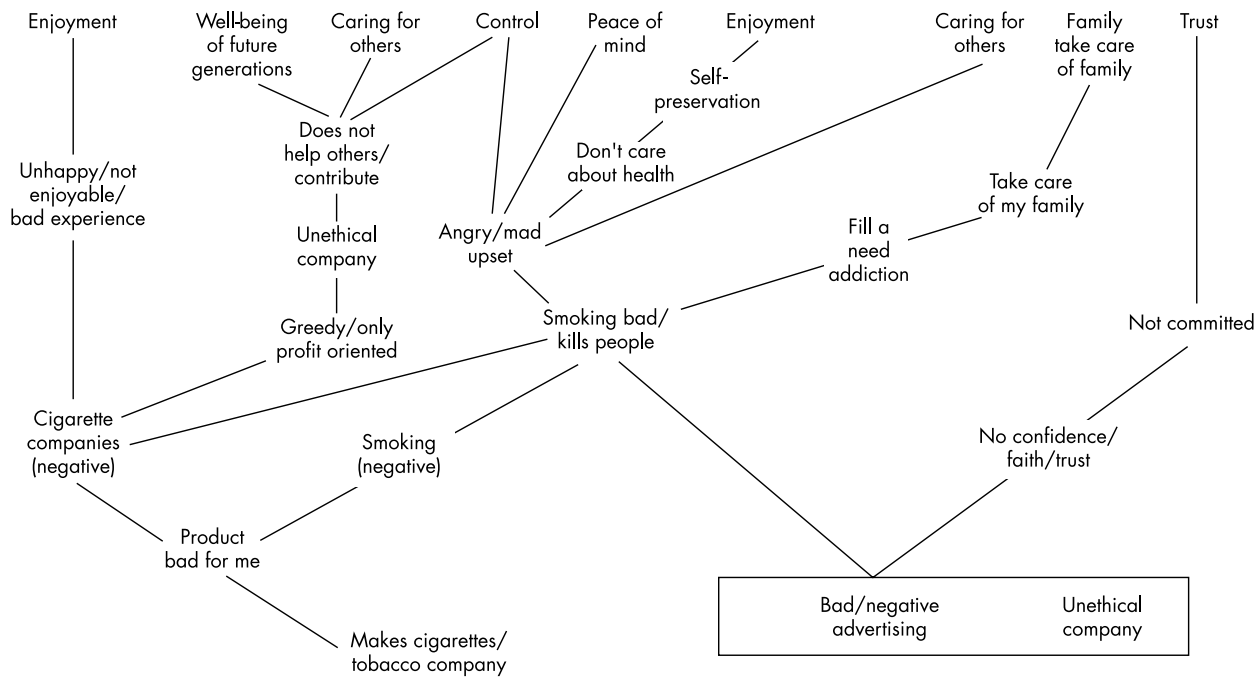 Enjoyment
Well-being
of future
generations
Caring for
others
Control
Peace of
mind
Enjoyment
Caring for
others
Family
take care
of family
Trust
Self-
preservation
Does not
help others/
contribute
Don't care
about health
Unhappy/not
enjoyable/
bad experience
Take care
of my family
Unethical
company
Angry/mad
upset
Fill a
need
addiction
Greedy/only
profit oriented
Smoking bad/
kills people
Not committed
Cigarette
companies
(negative)
Smoking
(negative)
No confidence/
faith/trust
Product
bad for me
Bad/negative
advertising
Unethical
company
Makes cigarettes/
tobacco company